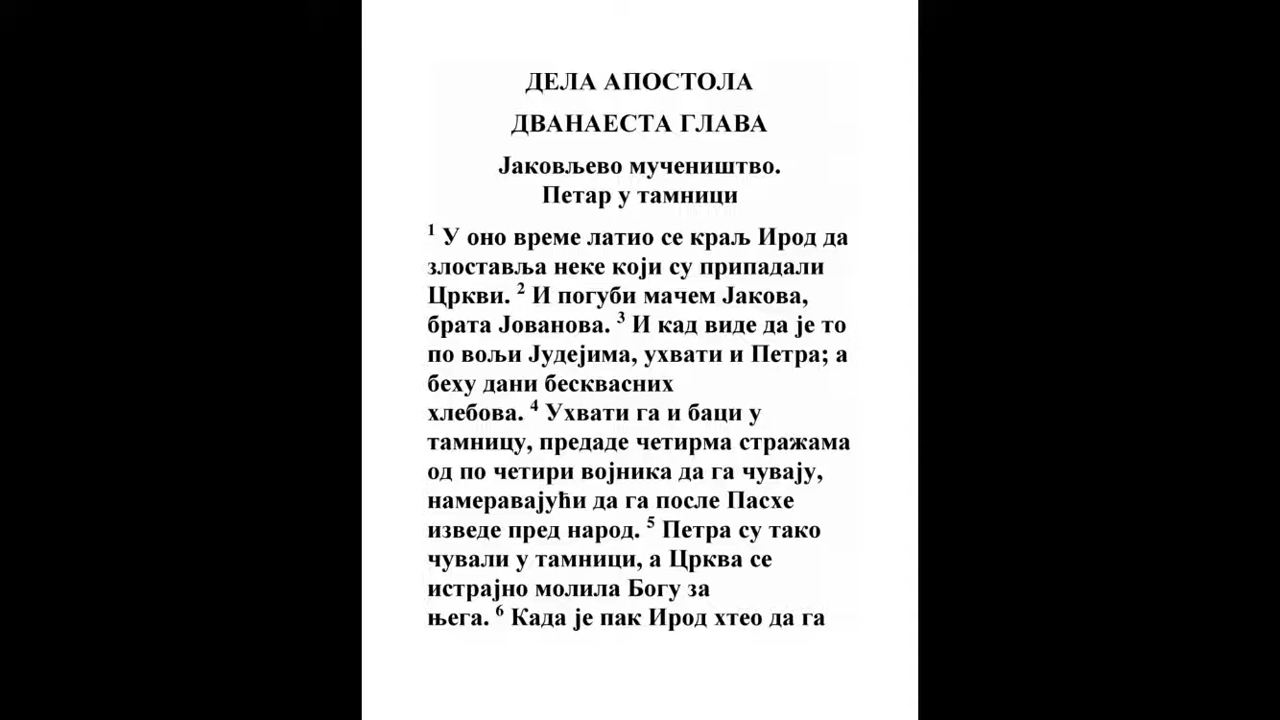 ДЕЛА АПОСТОЛА
ДВАНАЕСТА ГЛАВА
Јаковљево мучеништво.
Петар у тамници
¹ У оно време латио се краљ Ирод да
злоставља неке који су припадали
Цркви. ² И погуби мачем Јакова,
брата Јованова. ³ И кад виде да је то
по вољи Јудејима, ухвати и Петра; а
беху дани бесквасних
хлебова. ⁴ Ухвати га и баци у
тамницу, предаде четирма стражама
од по четири војника да га чувају,
намеравајући да га после Пасхе
изведе пред народ. ⁵ Петра су тако
чували у тамници, а Црква се
истрајно молила Богу за
њега. ⁶ Када је пак Ирод хтео да га